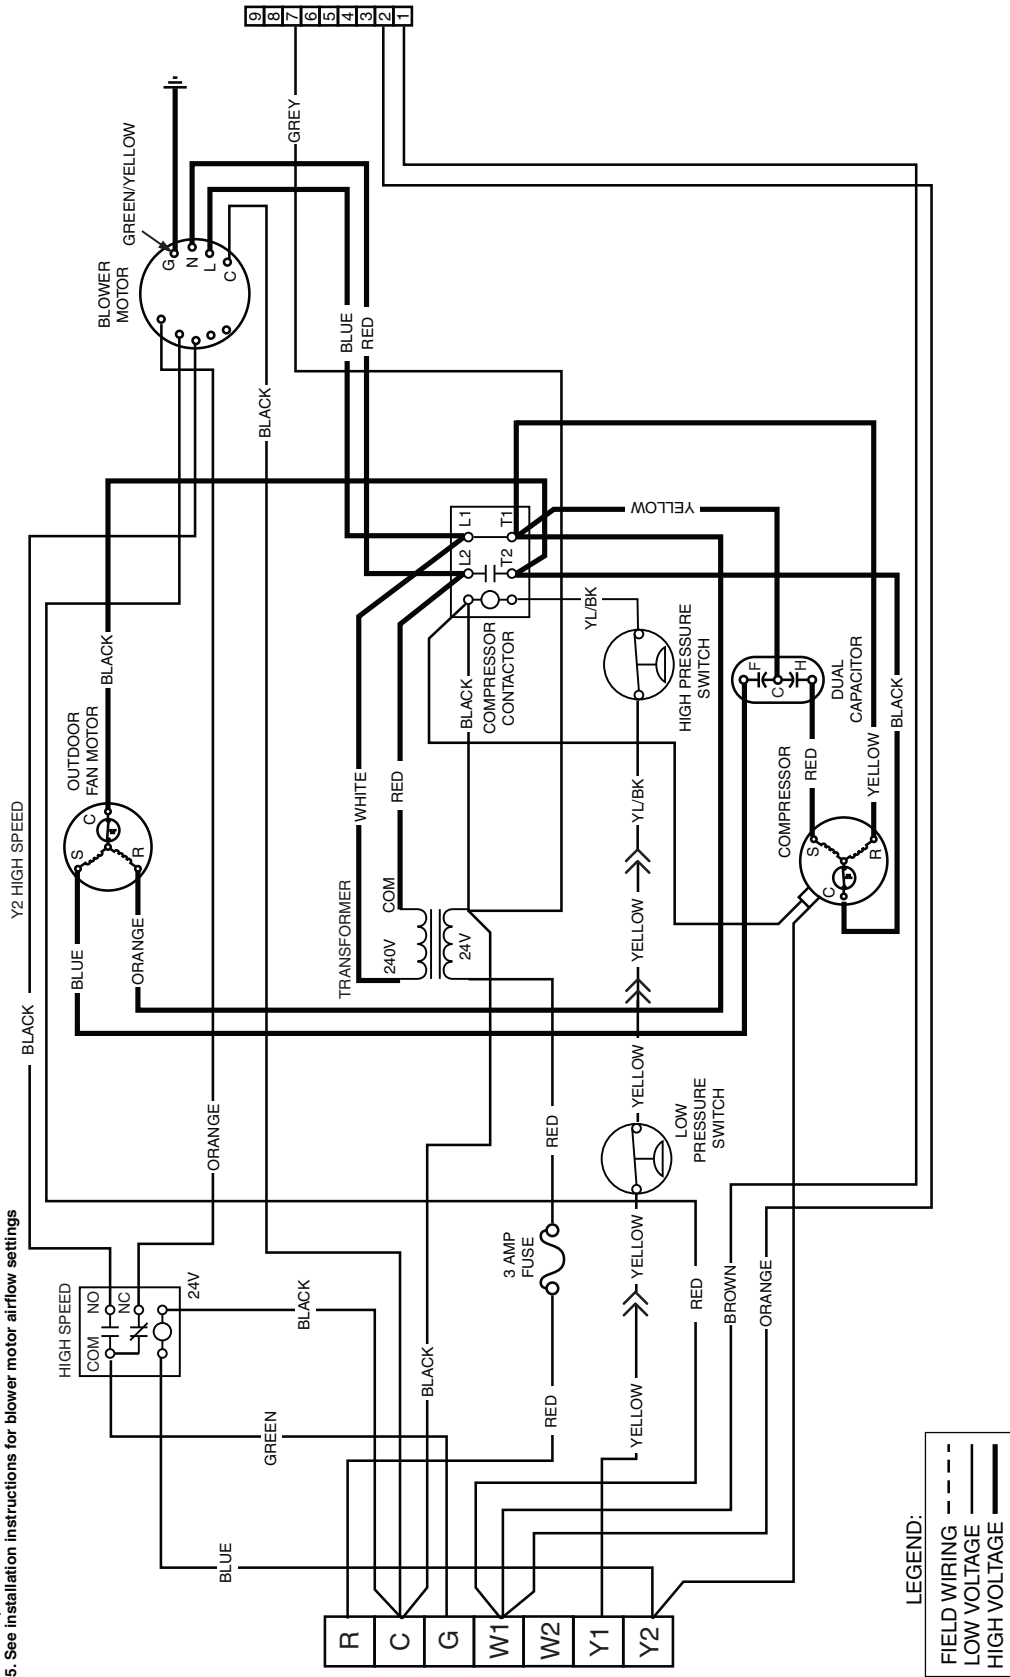 5. See installation instructions for blower motor airflow settings
HIGH SPEED
COM
NO
NC
24V
BLACK
Y2 HIGH SPEED
ORANGE
BLACK
GREEN
BLUE
BLUE
ORANGE
OUTDOOR
FAN MOTOR
S
C
R
BLACK
BLOWER
MOTOR
GREEN/YELLOW
G
N
L
C
BLACK
BLUE
RED
GREY
9
8
7
6
5
4
3
2
1
TRANSFORMER
240V
COM
24V
WHITE
RED
BLACK
COMPRESSOR
CONTACTOR
L2
L1
T2
T1
YELLOW
YL/BK
HIGH PRESSURE
SWITCH
YL/BK
YELLOW
YELLOW
LOW
PRESSURE
SWITCH
YELLOW
YELLOW
BLACK
3 AMP
FUSE
RED
RED
RED
BROWN
ORANGE
COMPRESSOR
S
C
R
RED
YELLOW
BLACK
F
C
H
DUAL
CAPACITOR
R
C
G
W1
W2
Y1
Y2
LEGEND:
FIELD WIRING
LOW VOLTAGE
HIGH VOLTAGE